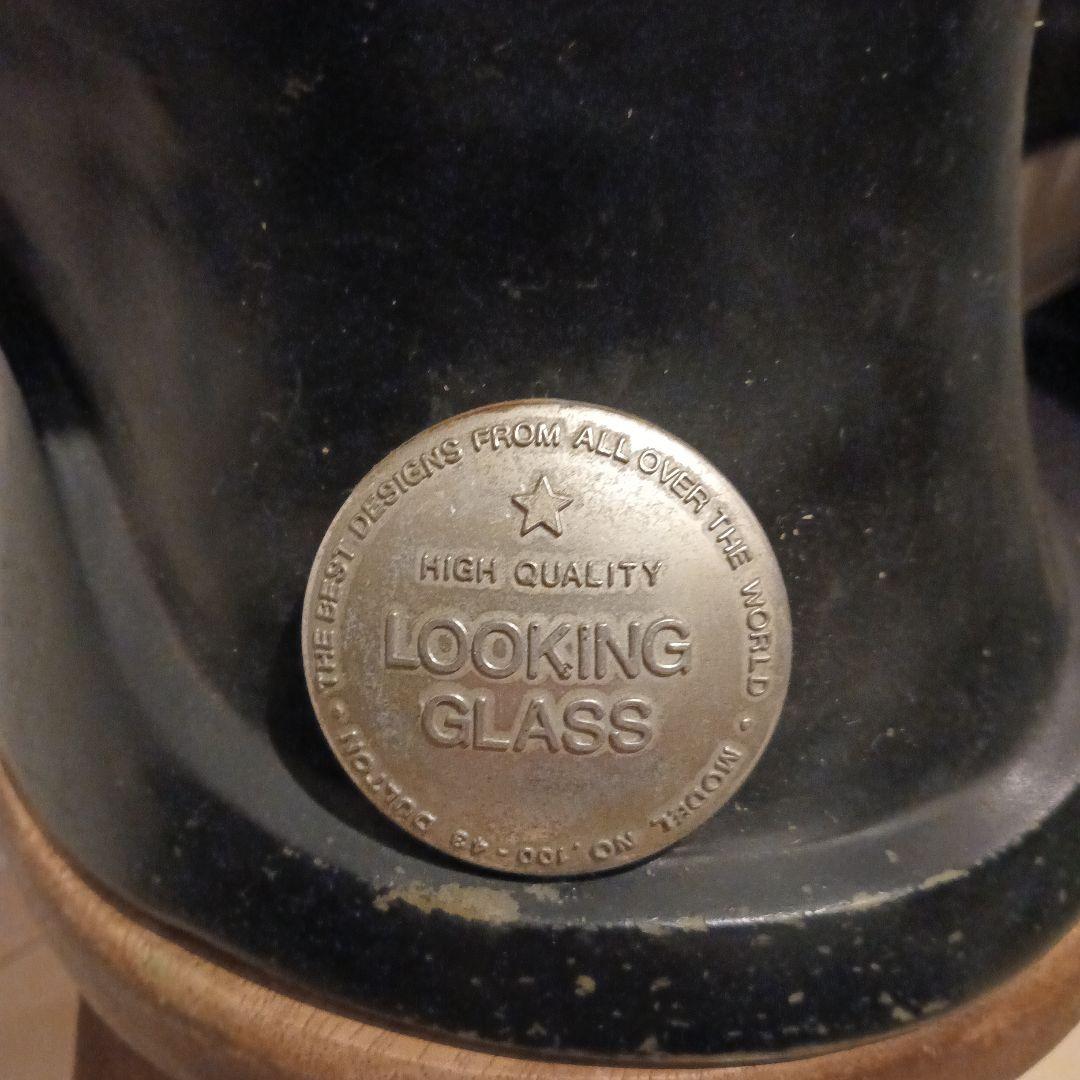 THE BEST DESIGNS FROM ALL OVER THE WORLD
HIGH QUALITY
LOOKING
GLASS
MODEL NO. 100-43 DULTON